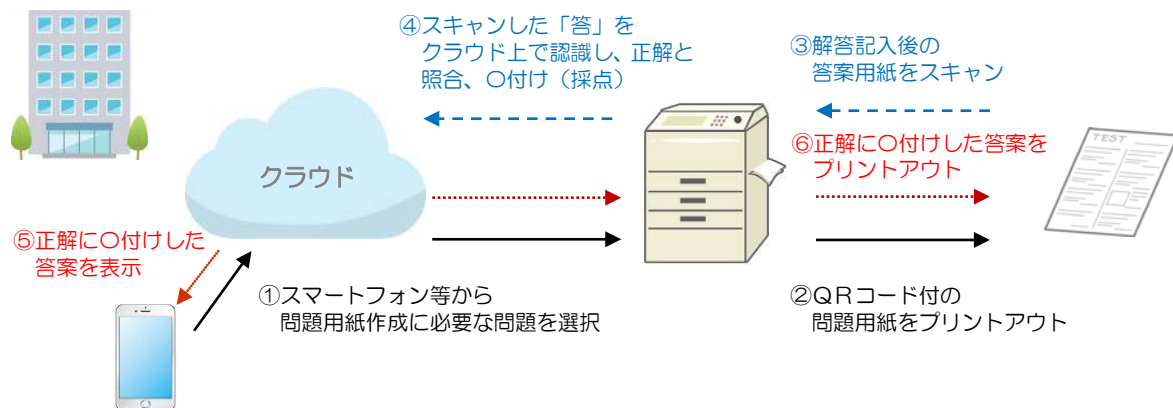 ④スキャンした「答」を
クラウド上で認識し、正解と
照合、〇付け（採点）
③解答記入後の
答案用紙をスキャン
クラウド
TEST
⑥正解に〇付けした答案を
プリントアウト
⑤正解に〇付けした
答案を表示
①スマートフォン等から
問題用紙作成に必要な問題を選択
②ＱＲコード付の
問題用紙をプリントアウト